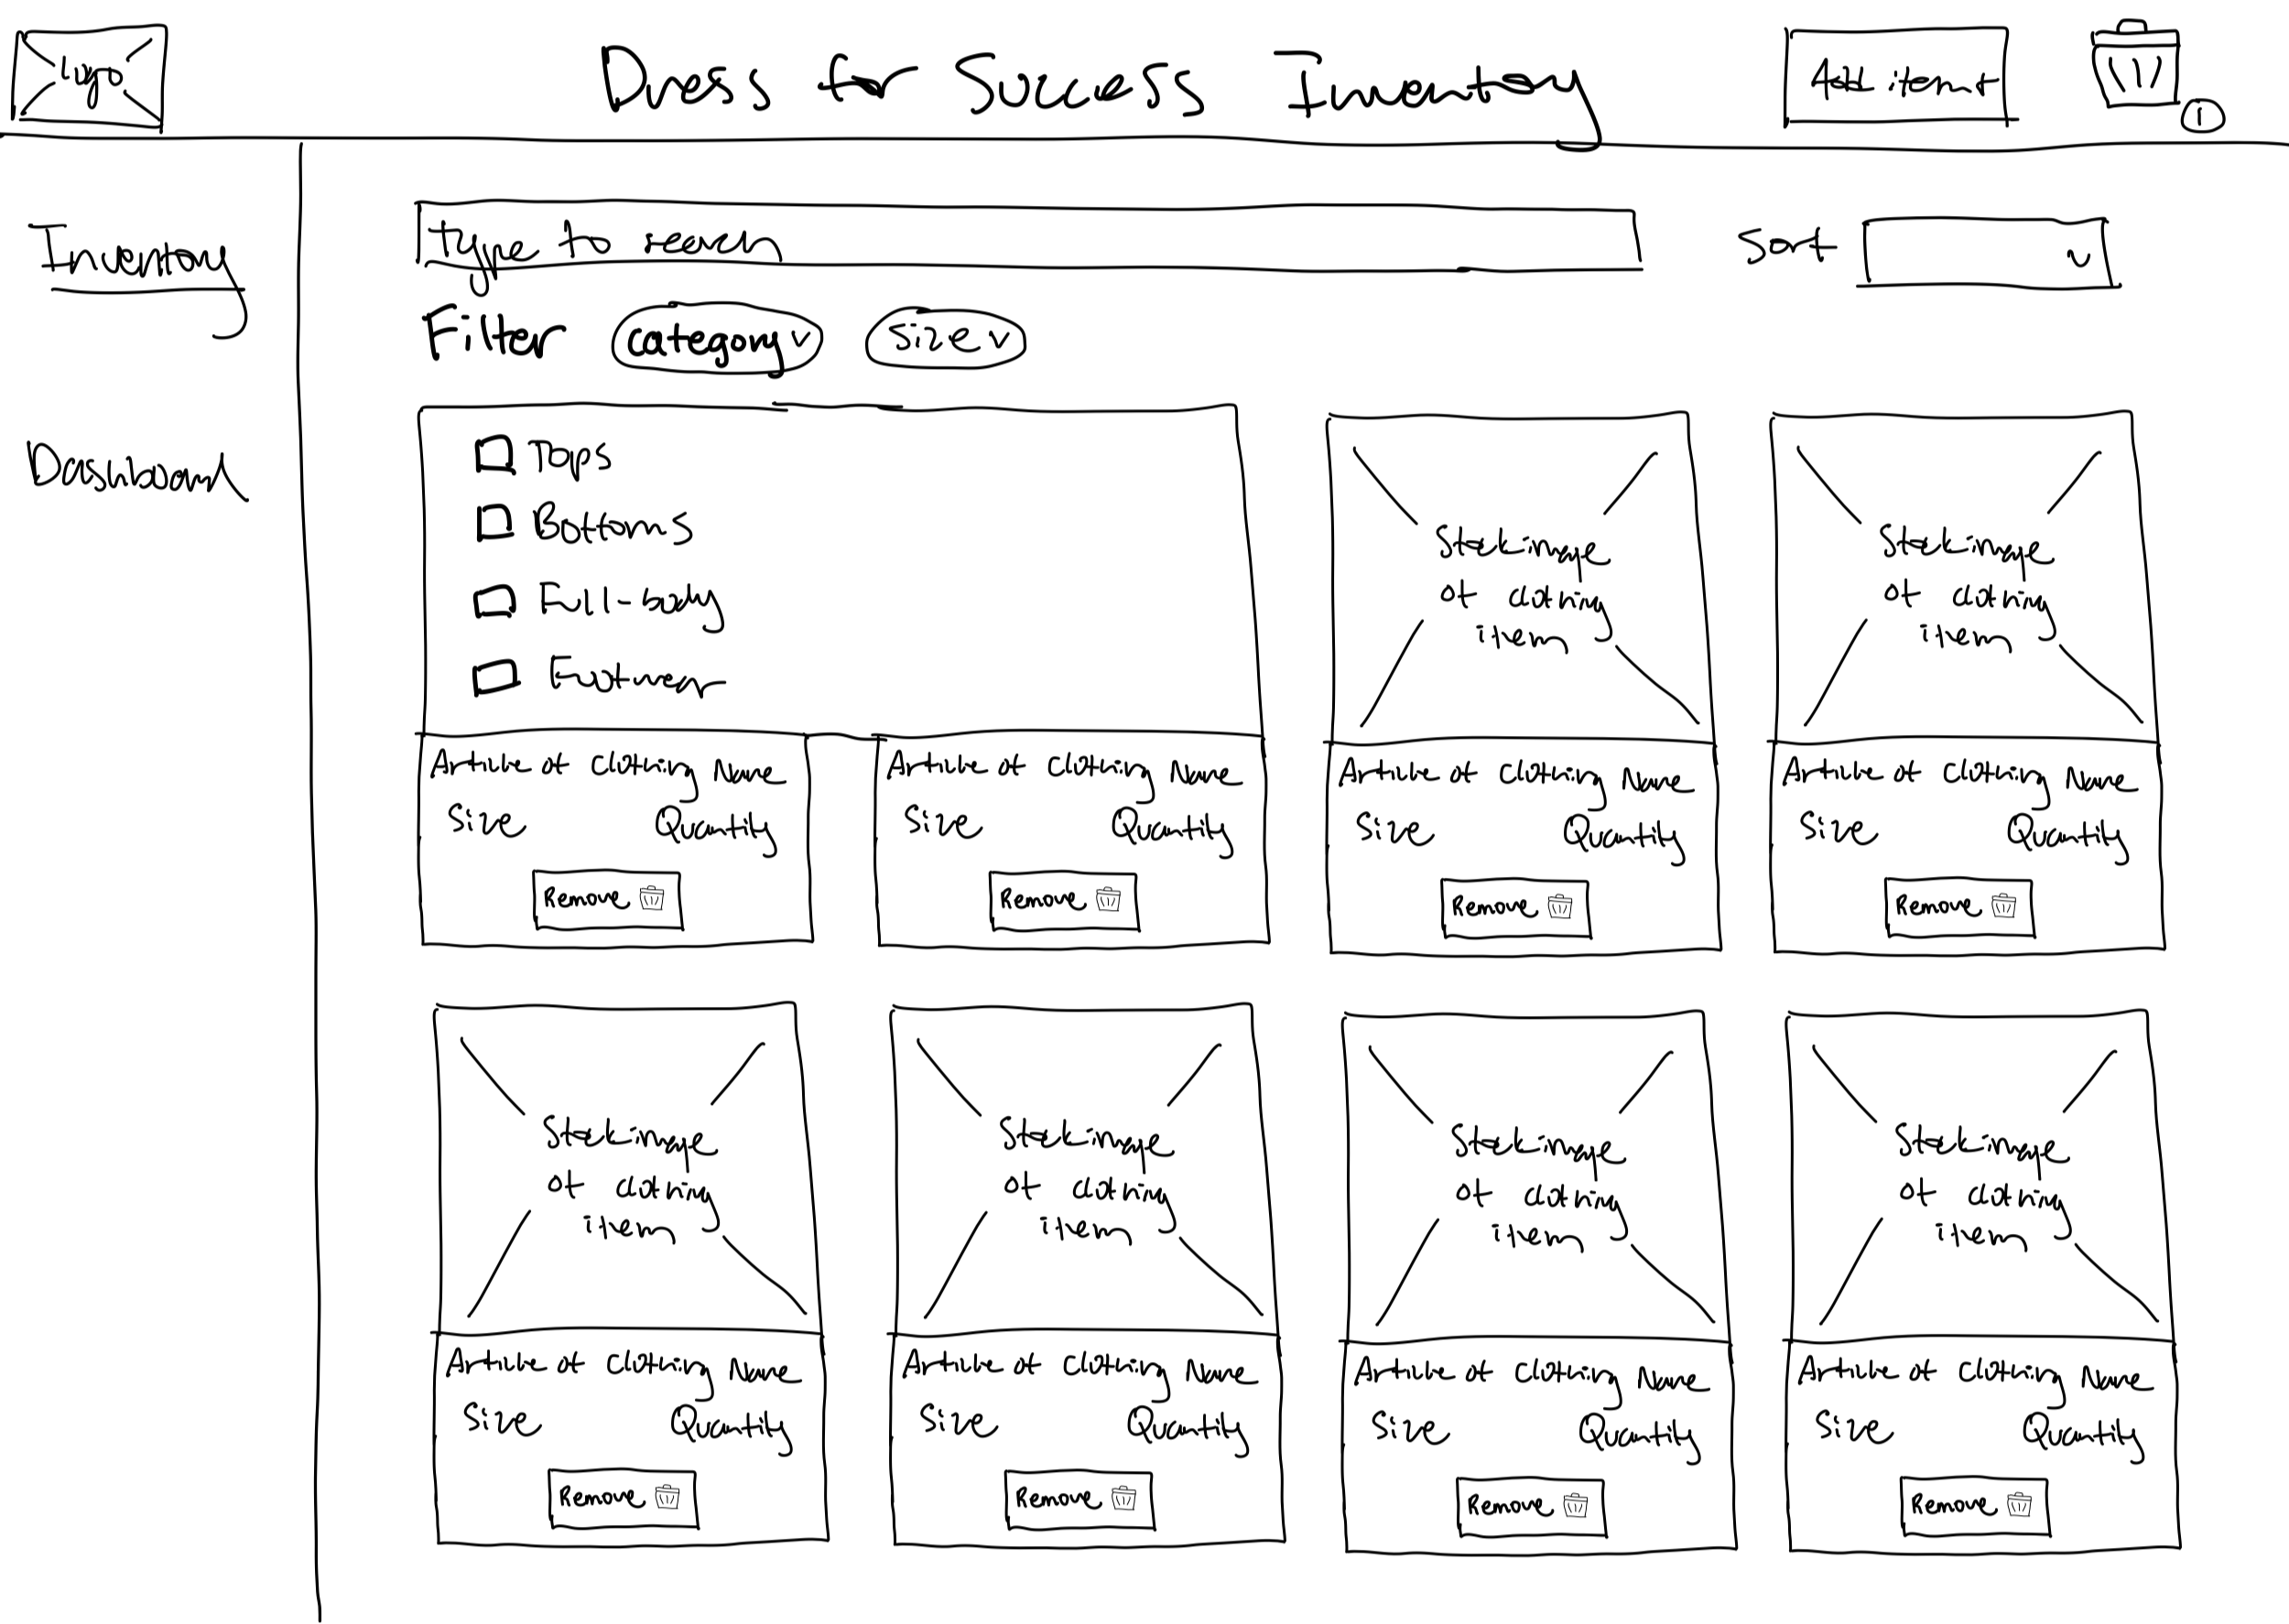 logo
Dress for Success Inventory
Add item +
1
Inventory
Dashboard
type to search
Sort
Filter
category
Size
Tops
Bottoms
Full-body
Footwear
Stock image
of clothing
item
Stock image
of clothing
item
Article of Clothing Name
Size Quantity
Remove
Article of Clothing Name
Size Quantity
Remove
Article of Clothing Name
Size Quantity
Remove
Article of Clothing Name
Size Quantity
Remove
Stock image
of clothing
item
Stock image
of clothing
item
Stock image
of clothing
item
Stock image
of clothing
item
Article of Clothing Name
Size Quantity
Remove
Article of Clothing Name
Size Quantity
Remove
Article of Clothing Name
Size Quantity
Remove
Article of Clothing Name
Size Quantity
Remove